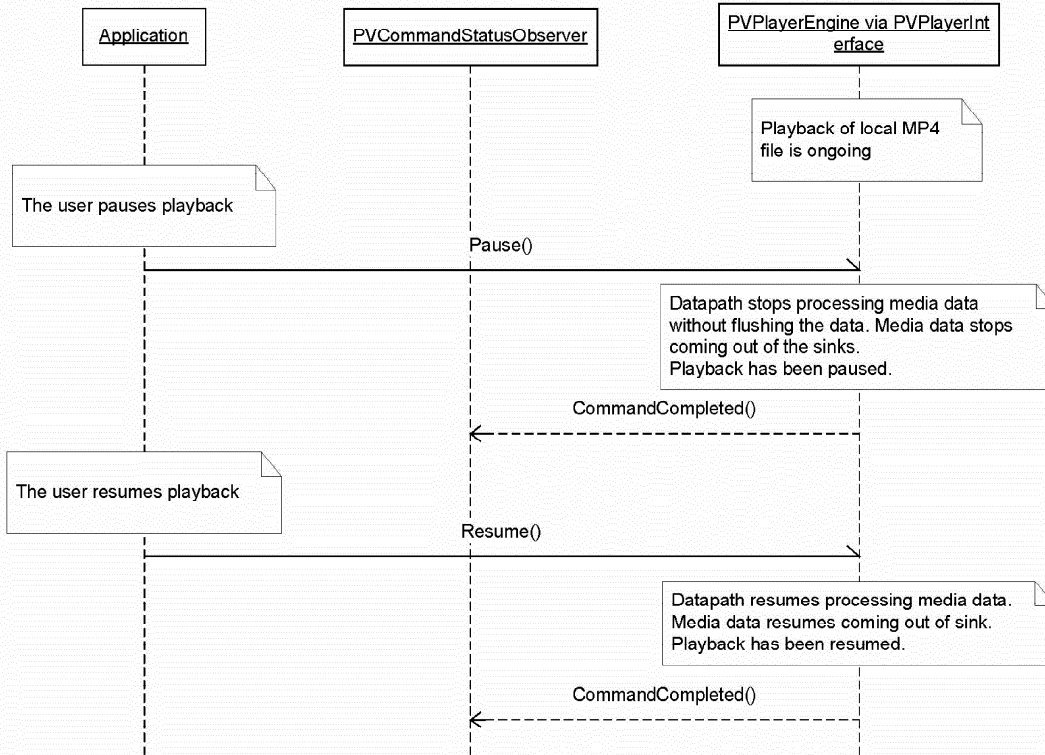 Application
PVCommandStatusObserver
PVPlayerEngine via PVPlayerInt
erface
Playback of local MP4
file is ongoing
The user pauses playback
Pause()
Datapath stops processing media data
without flushing the data. Media data stops
coming out of the sinks.
Playback has been paused.
CommandCompleted()
The user resumes playback
Resume()
Datapath resumes processing media data.
Media data resumes coming out of sink.
Playback has been resumed.
CommandCompleted()